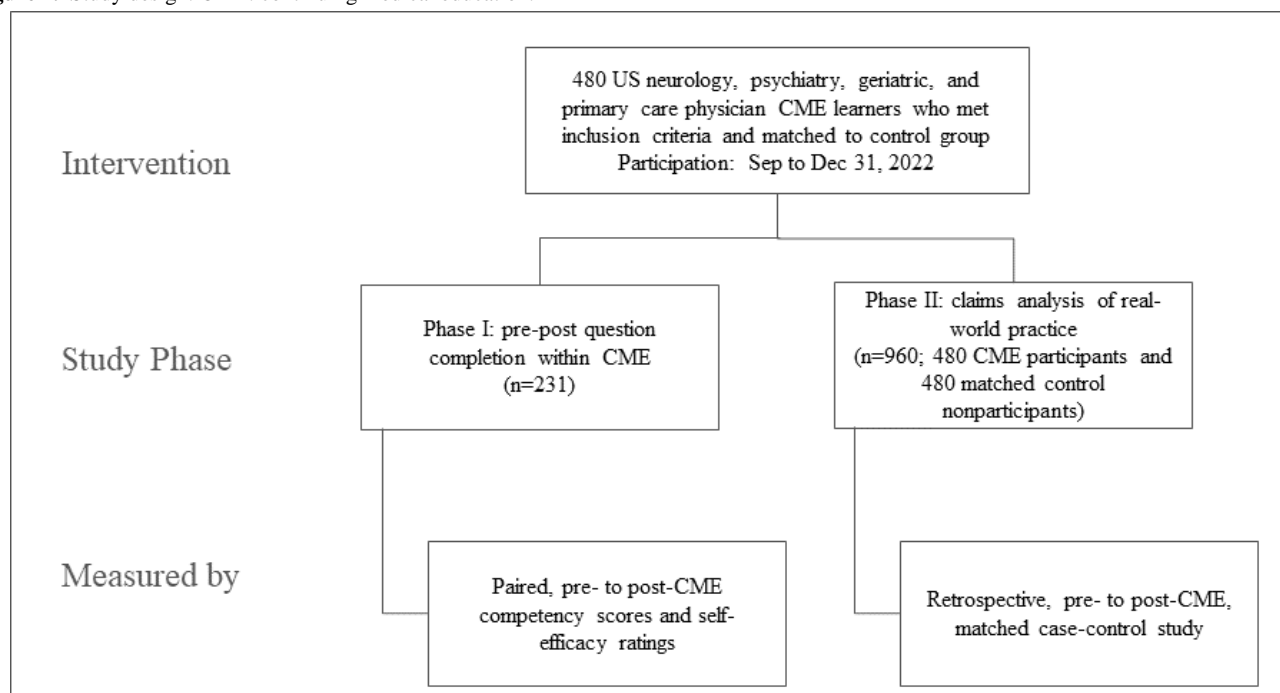 480 US neurology, psychiatry, geriatric, and
primary care physician CME learners who met
inclusion criteria and matched to control group
Participation: Sep to Dec 31, 2022
Intervention
Study Phase
Phase I: pre-post question
completion within CME
(n=231)
Phase II: claims analysis of real-
world practice
(n=960; 480 CME participants and
480 matched control
nonparticipants)
Measured by
Paired, pre- to post-CME
competency scores and self-
efficacy ratings
Retrospective, pre- to post-CME,
matched case-control study